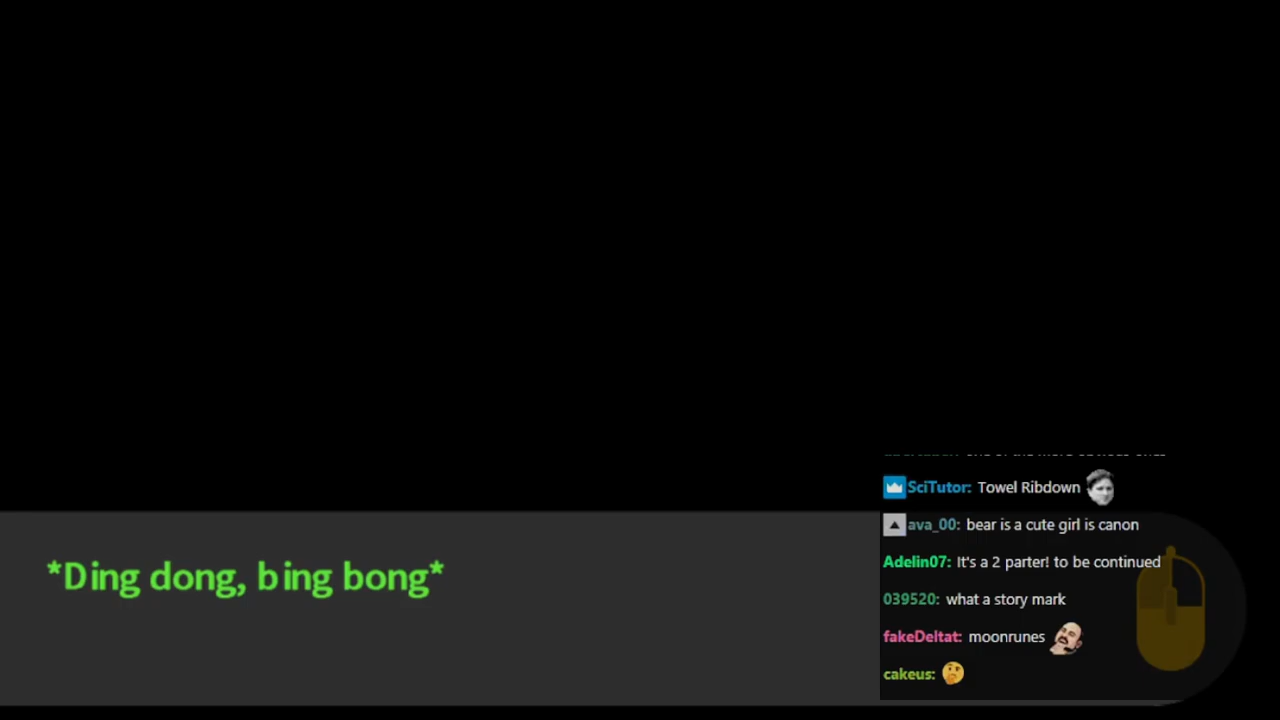 SciTutor: Towel Ribdown
ava_00: bear is a cute girl is canon
Adelin07: It's a 2 parter! to be continued
*Ding dong, bing bong*
039520: what a story mark
fakeDeltat: moonrunes
cakeus: